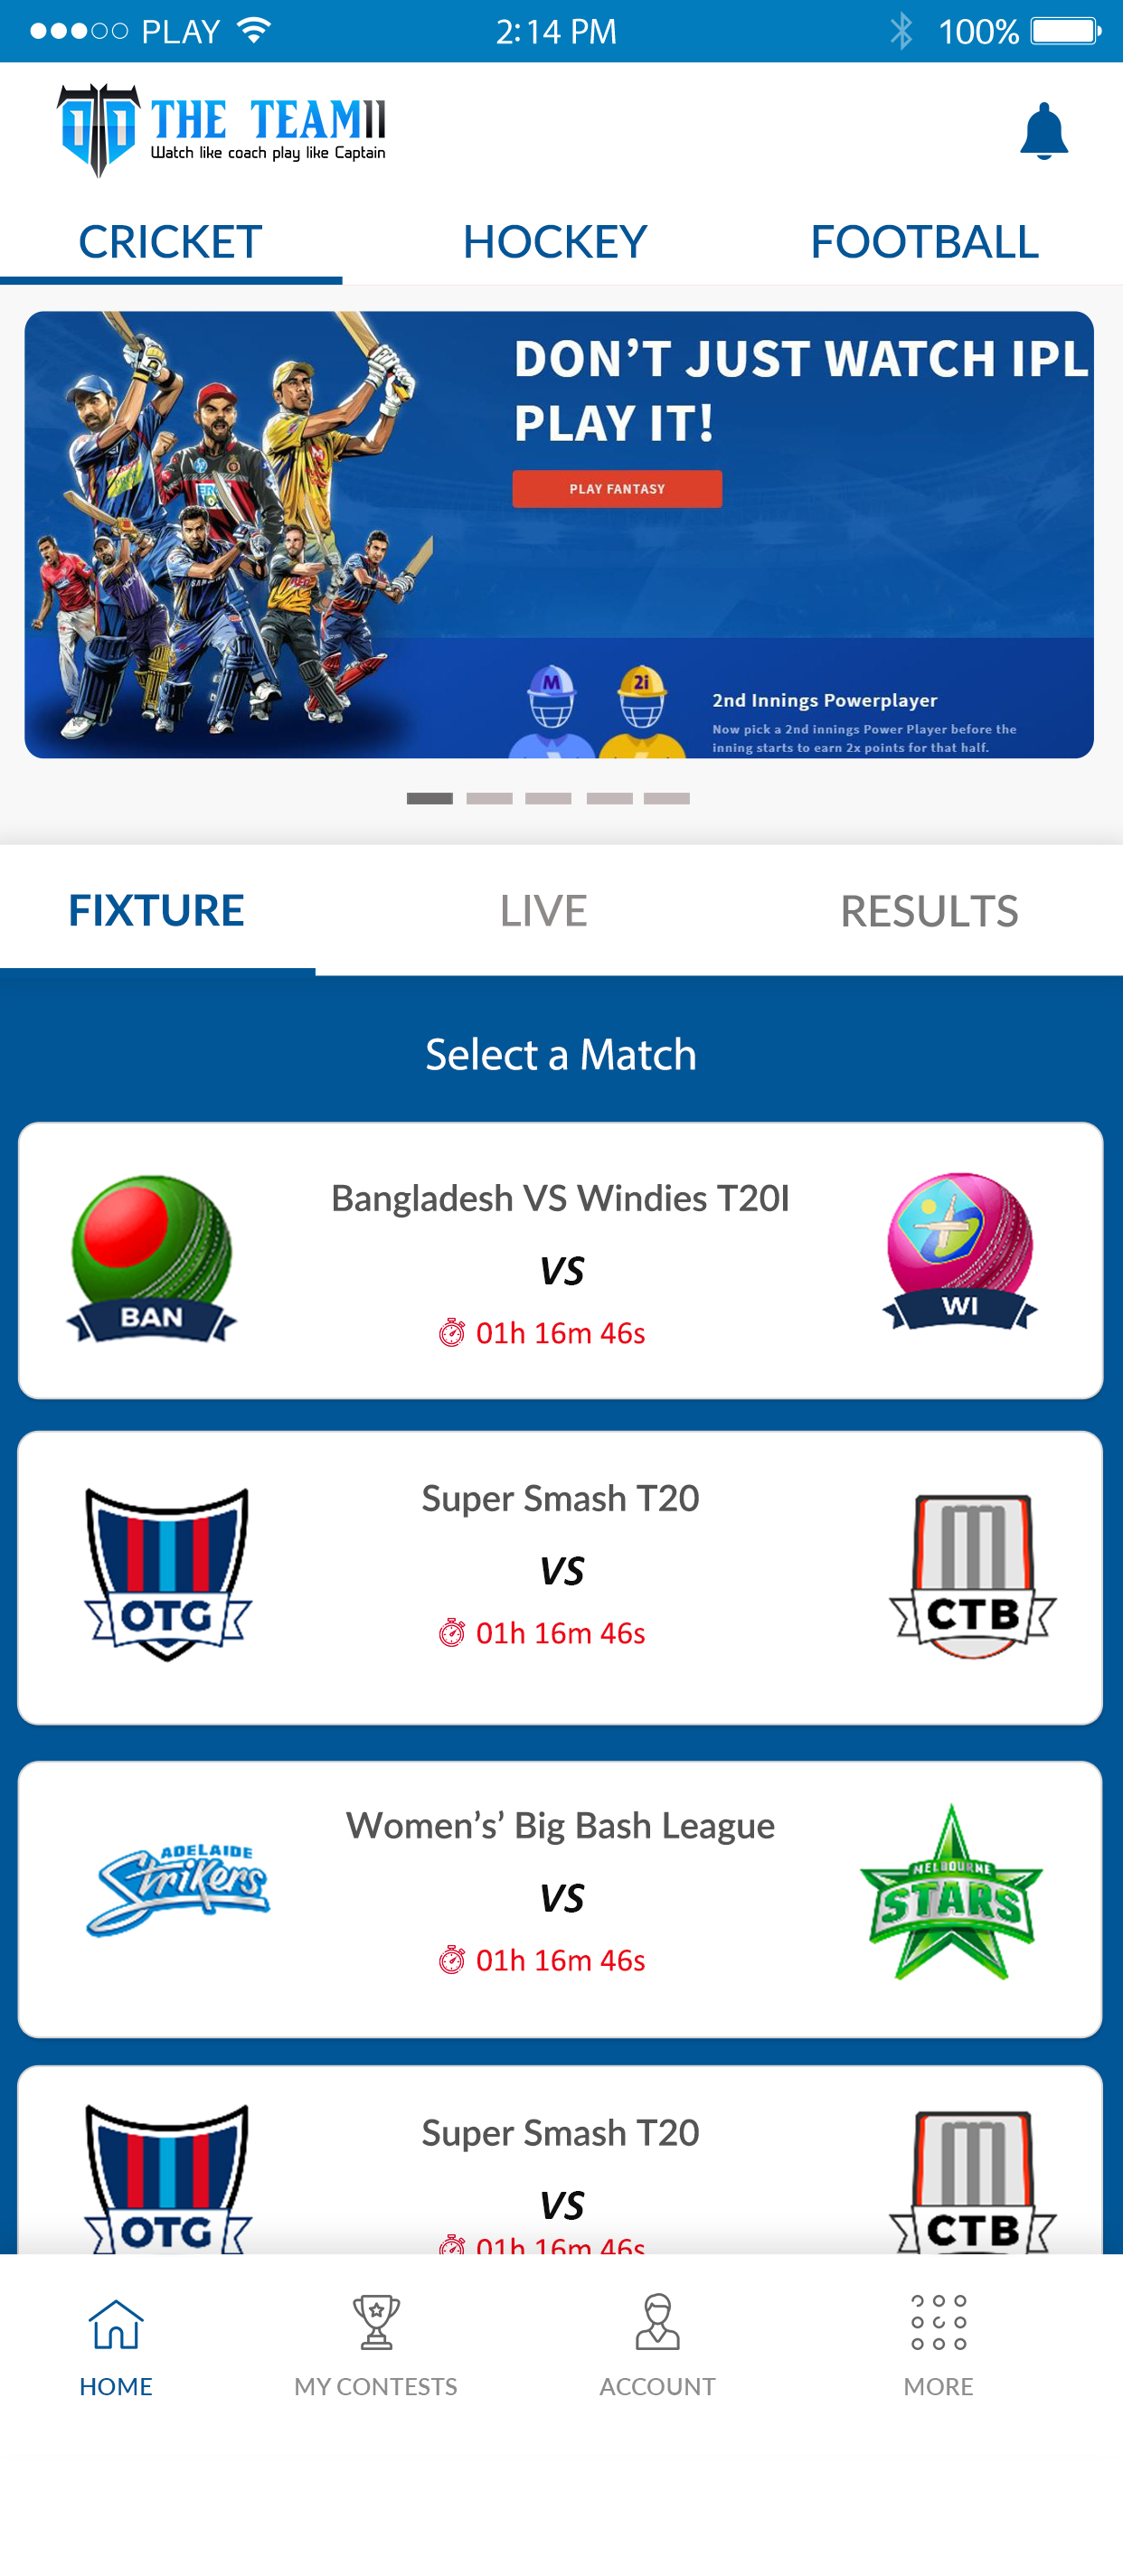 PLAY 2:14 PM 100%
THE TEAM11
Watch like coach play like Captain
CRICKET HOCKEY FOOTBALL
DON’T JUST WATCH IPL
PLAY IT!
PLAY FANTASY
M 2i
2nd Innings Powerplayer
Now pick a 2nd innings Power Player before the
inning starts to earn 2x points for that half.
FIXTURE LIVE RESULTS
Select a Match
Bangladesh VS Windies T20I
VS
BAN WI
01h 16m 46s
Super Smash T20
VS
OTG CTB
01h 16m 46s
Women’s’ Big Bash League
ADELAIDE
Strikers
MELBOURNE
STARS
VS
01h 16m 46s
Super Smash T20
VS
OTG CTB
01h 16m 46s
HOME MY CONTESTS ACCOUNT MORE